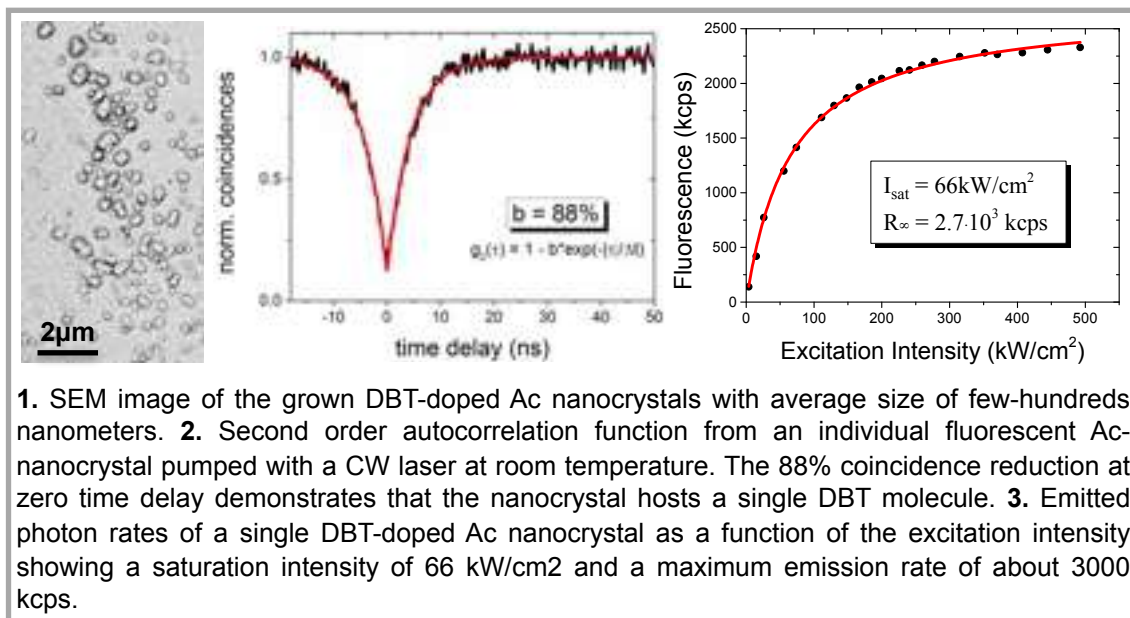 2µm
norm. coincidences
1.0
0.5
0.0
b = 88%
-10
0
10
20
30
40
50
time delay (ns)
Fluorescence (kcps)
2500
2000
1500
1000
500
0
I_sat = 66kW/cm²
R∞ = 2.7·10³ kcps
0
100
200
300
400
500
Excitation Intensity (kW/cm²)
1. SEM image of the grown DBT-doped Ac nanocrystals with average size of few-hundreds
nanometers. 2. Second order autocorrelation function from an individual fluorescent Ac-
nanocrystal pumped with a CW laser at room temperature. The 88% coincidence reduction at
zero time delay demonstrates that the nanocrystal hosts a single DBT molecule. 3. Emitted
photon rates of a single DBT-doped Ac nanocrystal as a function of the excitation intensity
showing a saturation intensity of 66 kW/cm2 and a maximum emission rate of about 3000
kcps.